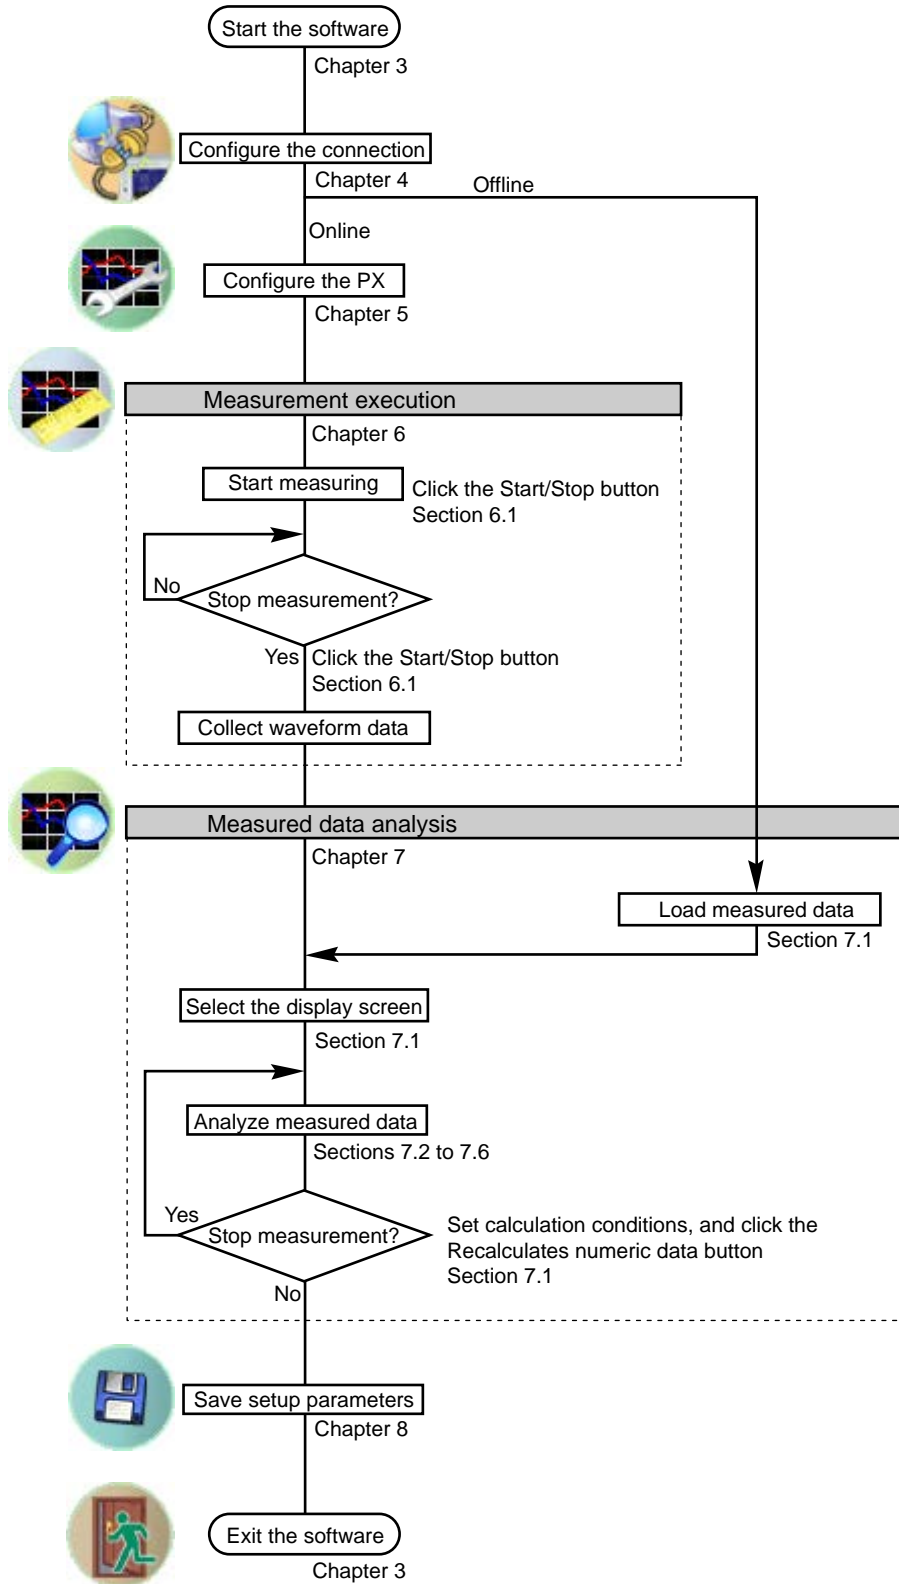 Start the software
Chapter 3
Configure the connection
Chapter 4
Offline
Online
Configure the PX
Chapter 5
Measurement execution
Chapter 6
Start measuring
Click the Start/Stop button
Section 6.1
No
Stop measurement?
Yes
Click the Start/Stop button
Section 6.1
Collect waveform data
Measured data analysis
Chapter 7
Load measured data
Section 7.1
Select the display screen
Section 7.1
Analyze measured data
Sections 7.2 to 7.6
Yes
Stop measurement?
Set calculation conditions, and click the
Recalculates numeric data button
Section 7.1
No
Save setup parameters
Chapter 8
Exit the software
Chapter 3